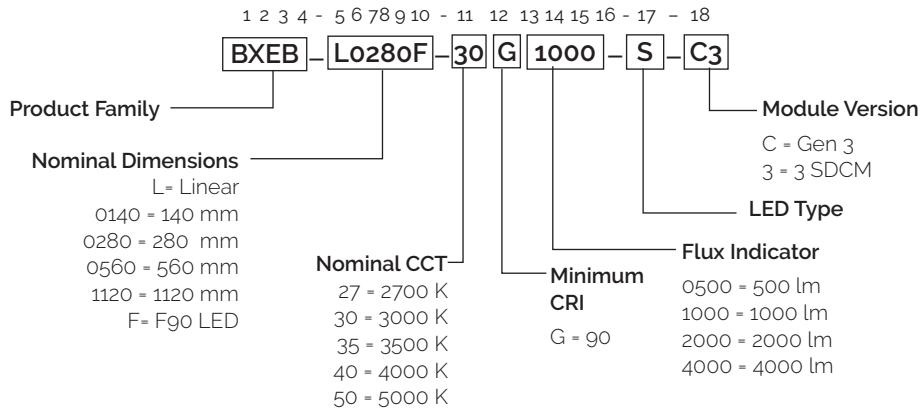 1 2 3 4 - 5 6 78 9 10 - 11 12 13 14 15 16 - 17 - 18
BXEB – L0280F – 30 G 1000 – S – C3
Product Family
Module Version
C = Gen 3
3 = 3 SDCM
Nominal Dimensions
L= Linear
0140 = 140 mm
0280 = 280 mm
0560 = 560 mm
1120 = 1120 mm
F= F90 LED
LED Type
Nominal CCT
27 = 2700 K
30 = 3000 K
35 = 3500 K
40 = 4000 K
50 = 5000 K
Minimum
CRI
G = 90
Flux Indicator
0500 = 500 lm
1000 = 1000 lm
2000 = 2000 lm
4000 = 4000 lm